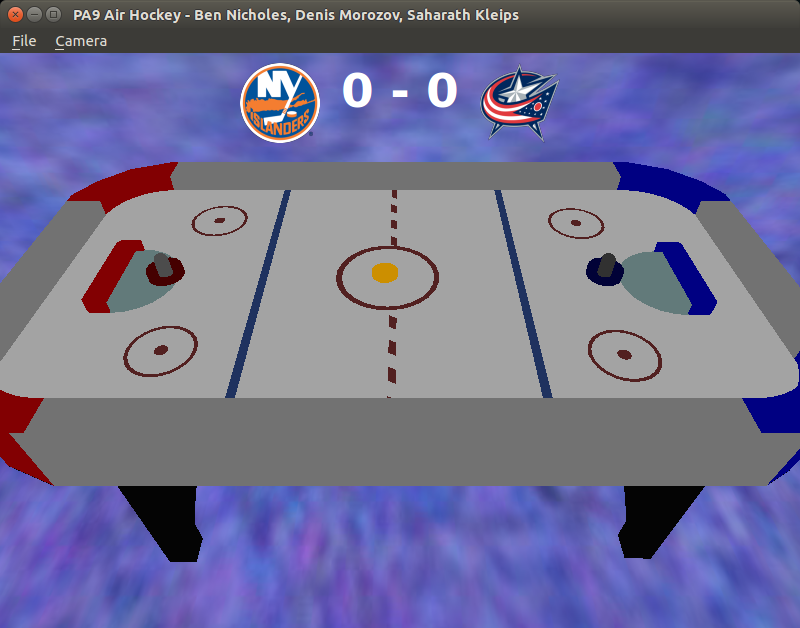 PA9 Air Hockey - Ben Nicholes, Denis Morozov, Saharath Kleips
File Camera
0 - 0
NY
ISLANDERS